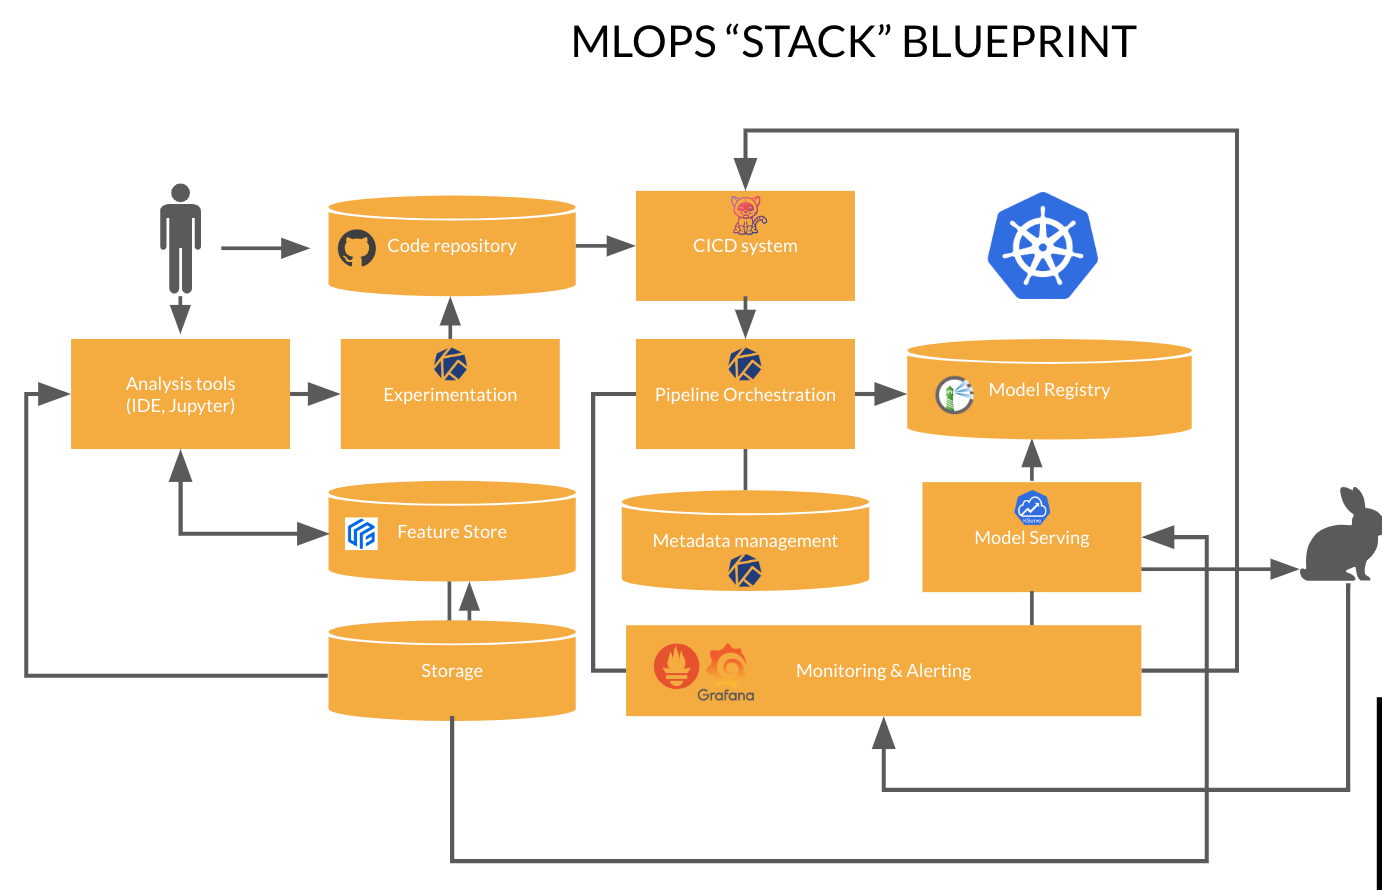 MLOPS “STACK” BLUEPRINT
Code repository
CICD system
Analysis tools
(IDE, Jupyter)
Experimentation
Pipeline Orchestration
Model Registry
Feature Store
Metadata management
KServe
Model Serving
Storage
Grafana
Monitoring & Alerting